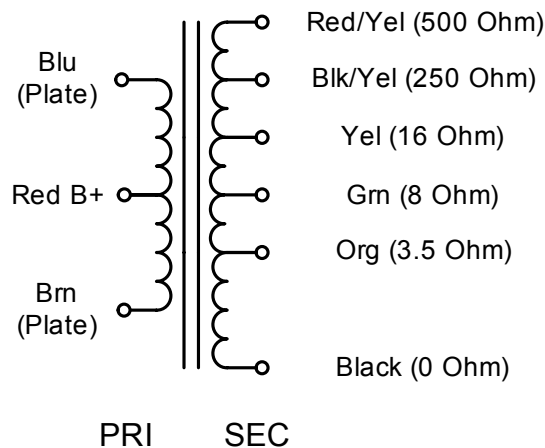 Red/Yel (500 Ohm)
Blu
(Plate)
Blk/Yel (250 Ohm)
Yel (16 Ohm)
Red B+
Grn (8 Ohm)
Org (3.5 Ohm)
Brn
(Plate)
Black (0 Ohm)
PRI
SEC